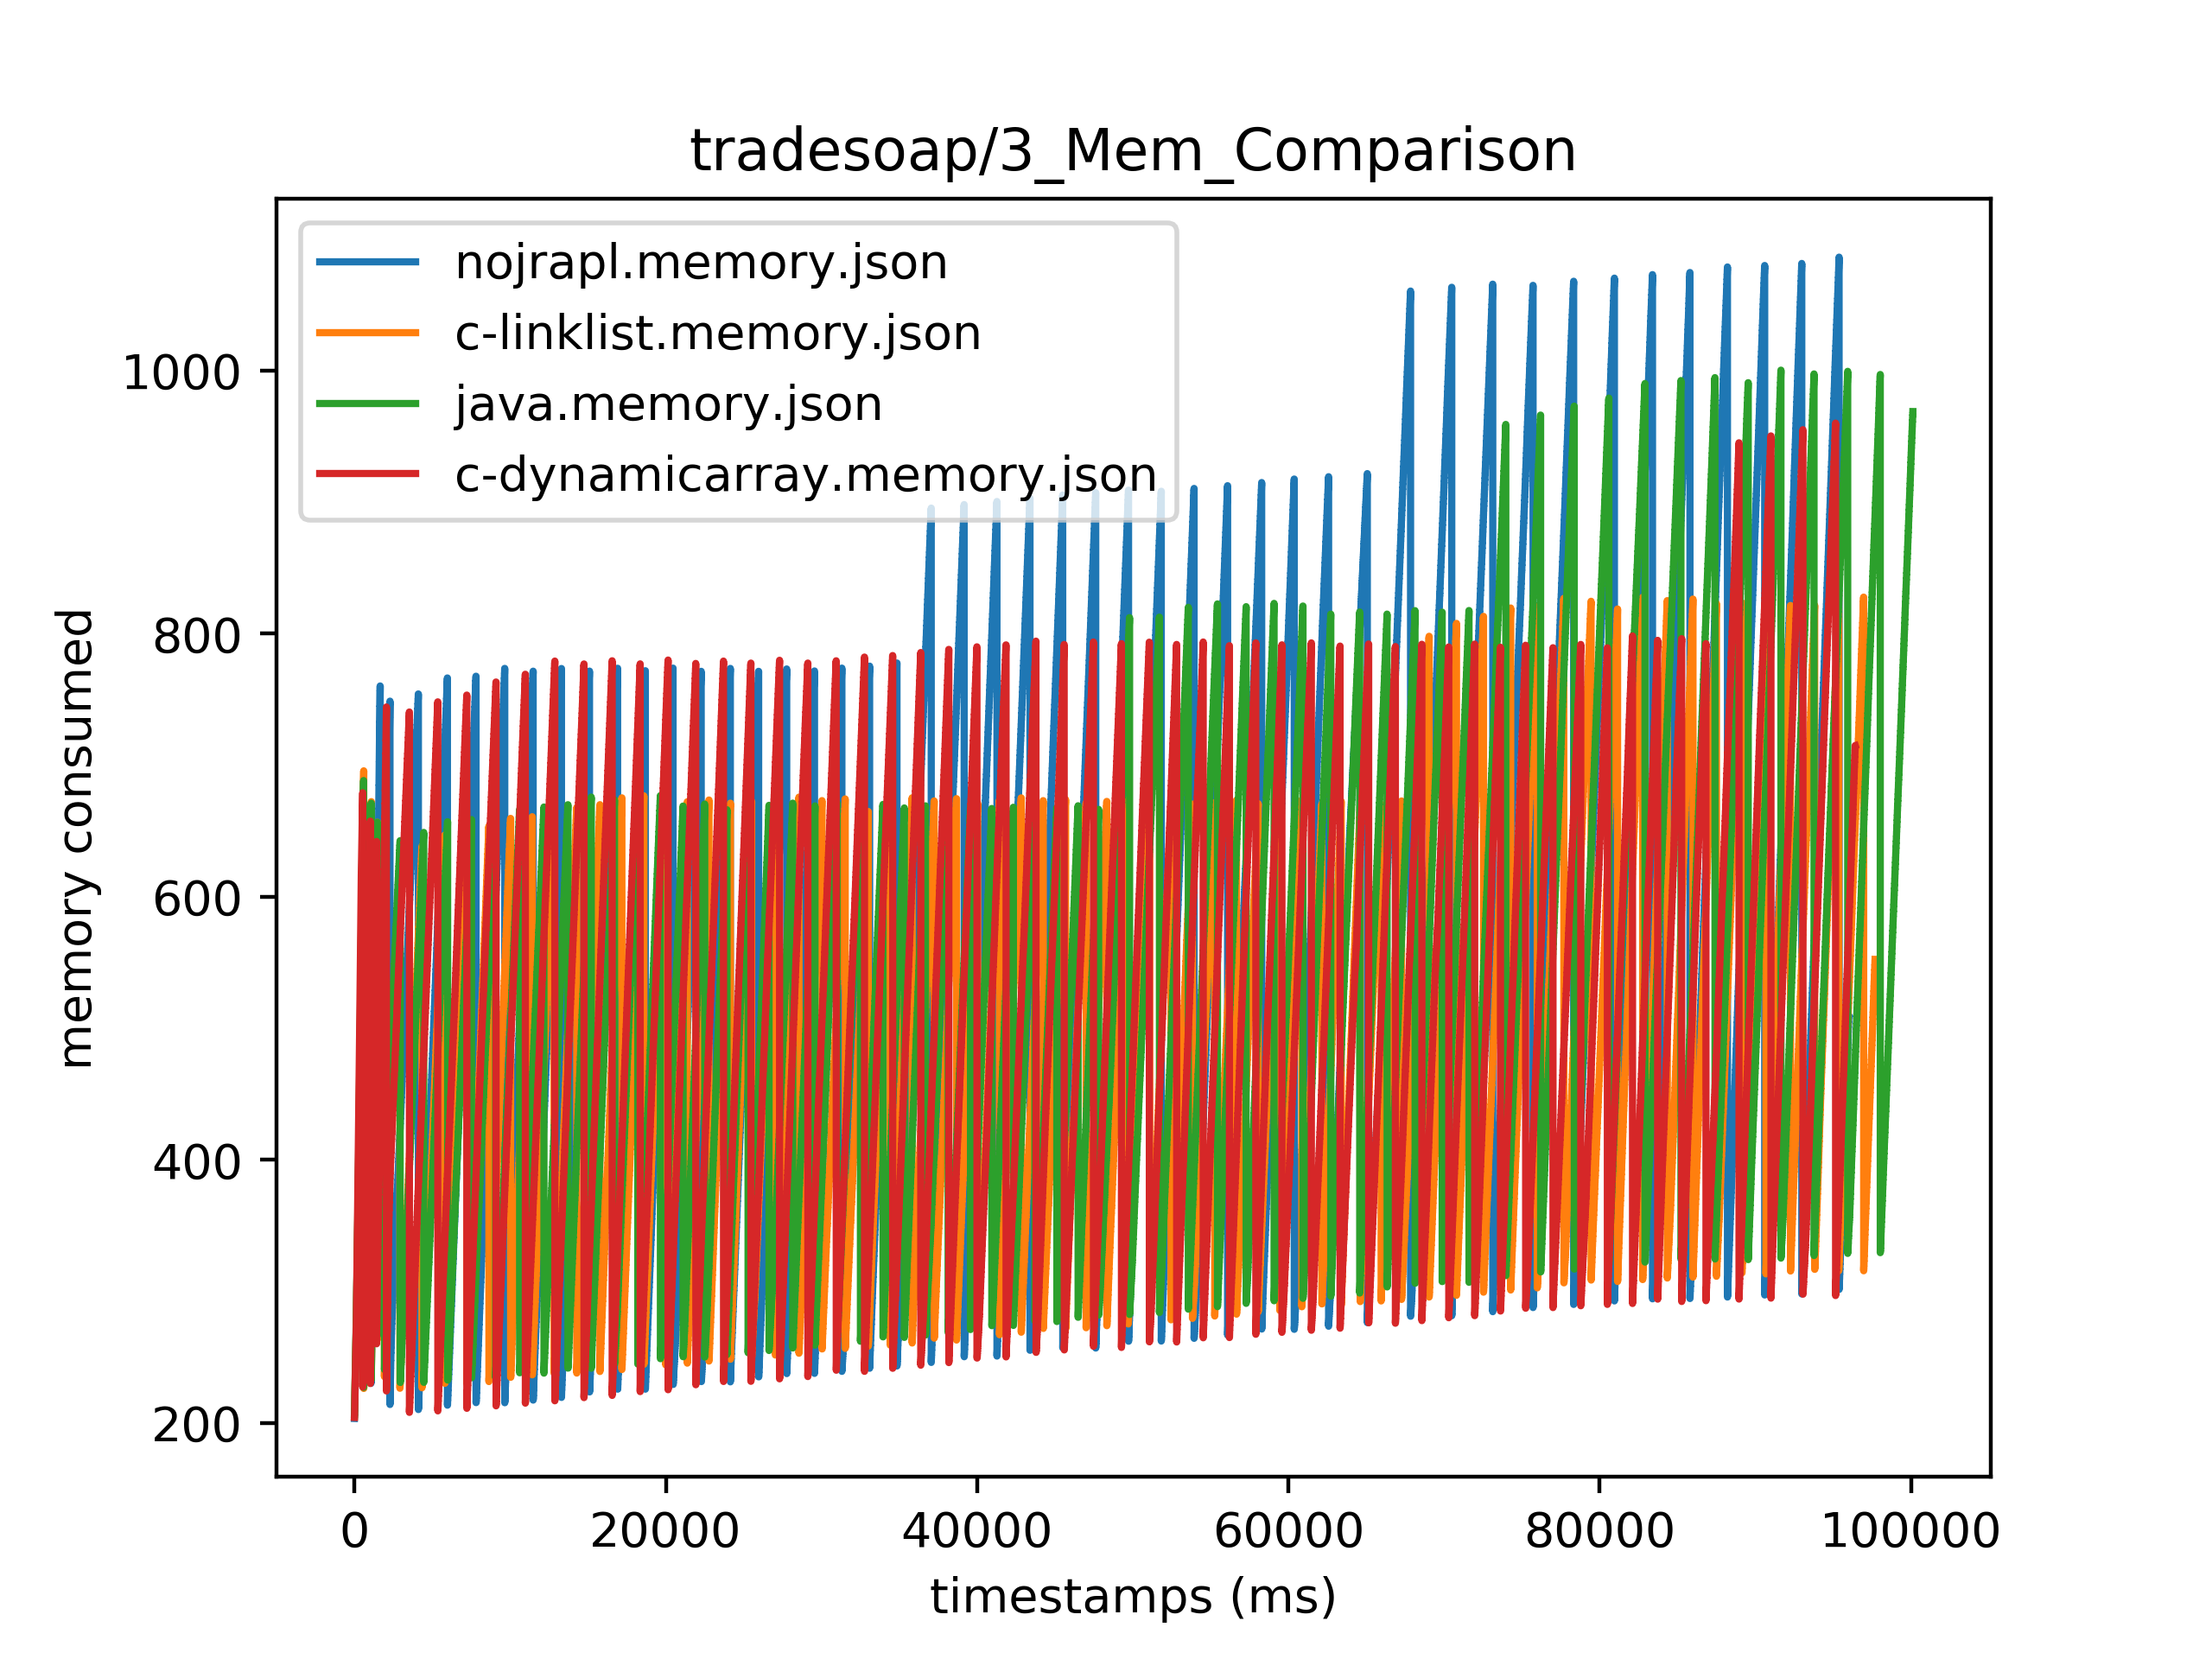 tradesoap/3_Mem_Comparison
nojrapl.memory.json
c-linklist.memory.json
java.memory.json
c-dynamicarray.memory.json
memory consumed
1000
800
600
400
200
0 20000 40000 60000 80000 100000
timestamps (ms)